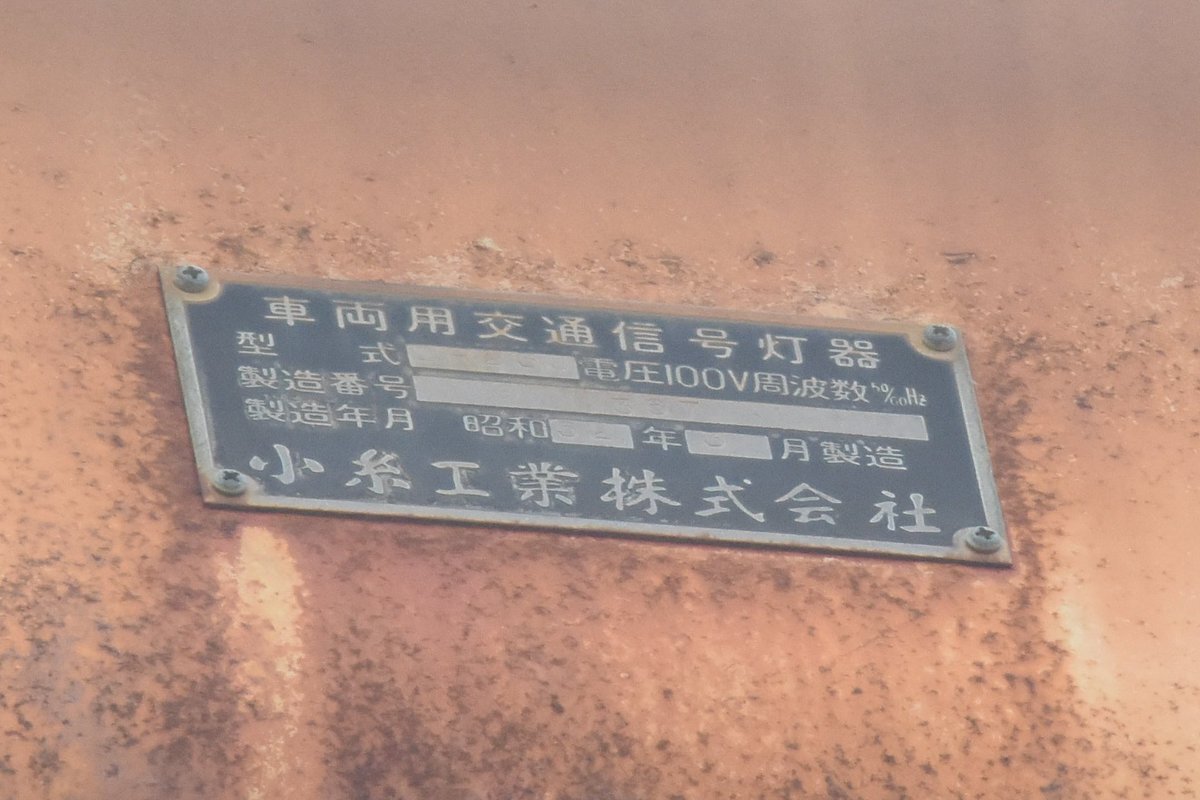 車両用交通信号灯器
型 式 電圧100V周波数50/60Hz
製造番号
製造年月 昭和 年 月製造
小糸工業株式会社